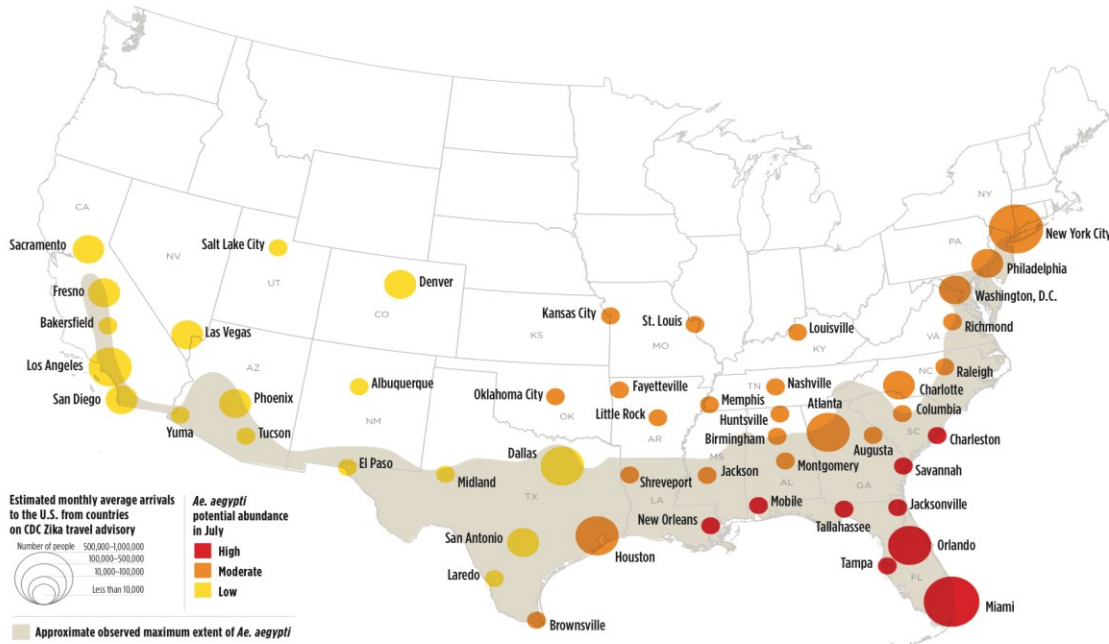 NY
New York City
PA
Philadelphia
Washington, D.C.
CA
Sacramento
Salt Lake City
NV
UT
Denver
Fresno
CO
Kansas City
St. Louis
Louisville
Richmond
Bakersfield
Las Vegas
KS
MO
KY
VA
Los Angeles
AZ
NC
Raleigh
San Diego
Phoenix
Albuquerque
Oklahoma City
Fayetteville
TN
Nashville
Charlotte
NM
OK
Little Rock
AR
Memphis
Huntsville
Atlanta
Columbia
SC
Yuma
Tucson
Birmingham
Augusta
Charleston
MS
Dallas
El Paso
Midland
Shreveport
Jackson
Montgomery
Savannah
AL
GA
TX
LA
Mobile
Jacksonville
New Orleans
Tallahassee
San Antonio
Houston
Orlando
Laredo
Tampa
FL
Miami
Brownsville
Estimated monthly average arrivals
to the U.S. from countries
on CDC Zika travel advisory
Number of people
500,000–1,000,000
100,000–500,000
10,000–100,000
Less than 10,000
Ae. aegypti
potential abundance
in July
High
Moderate
Low
Approximate observed maximum extent of Ae. aegypti